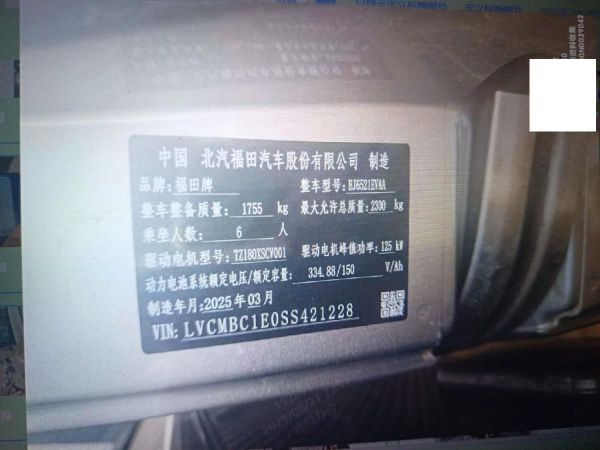 中国 北汽福田汽车股份有限公司 制造
品牌：福田牌 整车型号：BJ6521EV4A
整车整备质量：1755 kg 最大允许总质量：2300 kg
乘坐人数：6 人
驱动电机型号：TZ180XSCV001 驱动电机峰值功率：125 kW
动力电池系统额定电压/额定容量：334.88/150 V/Ah
制造年月：2025年03月
VIN：LVCMBC1E0SS421228